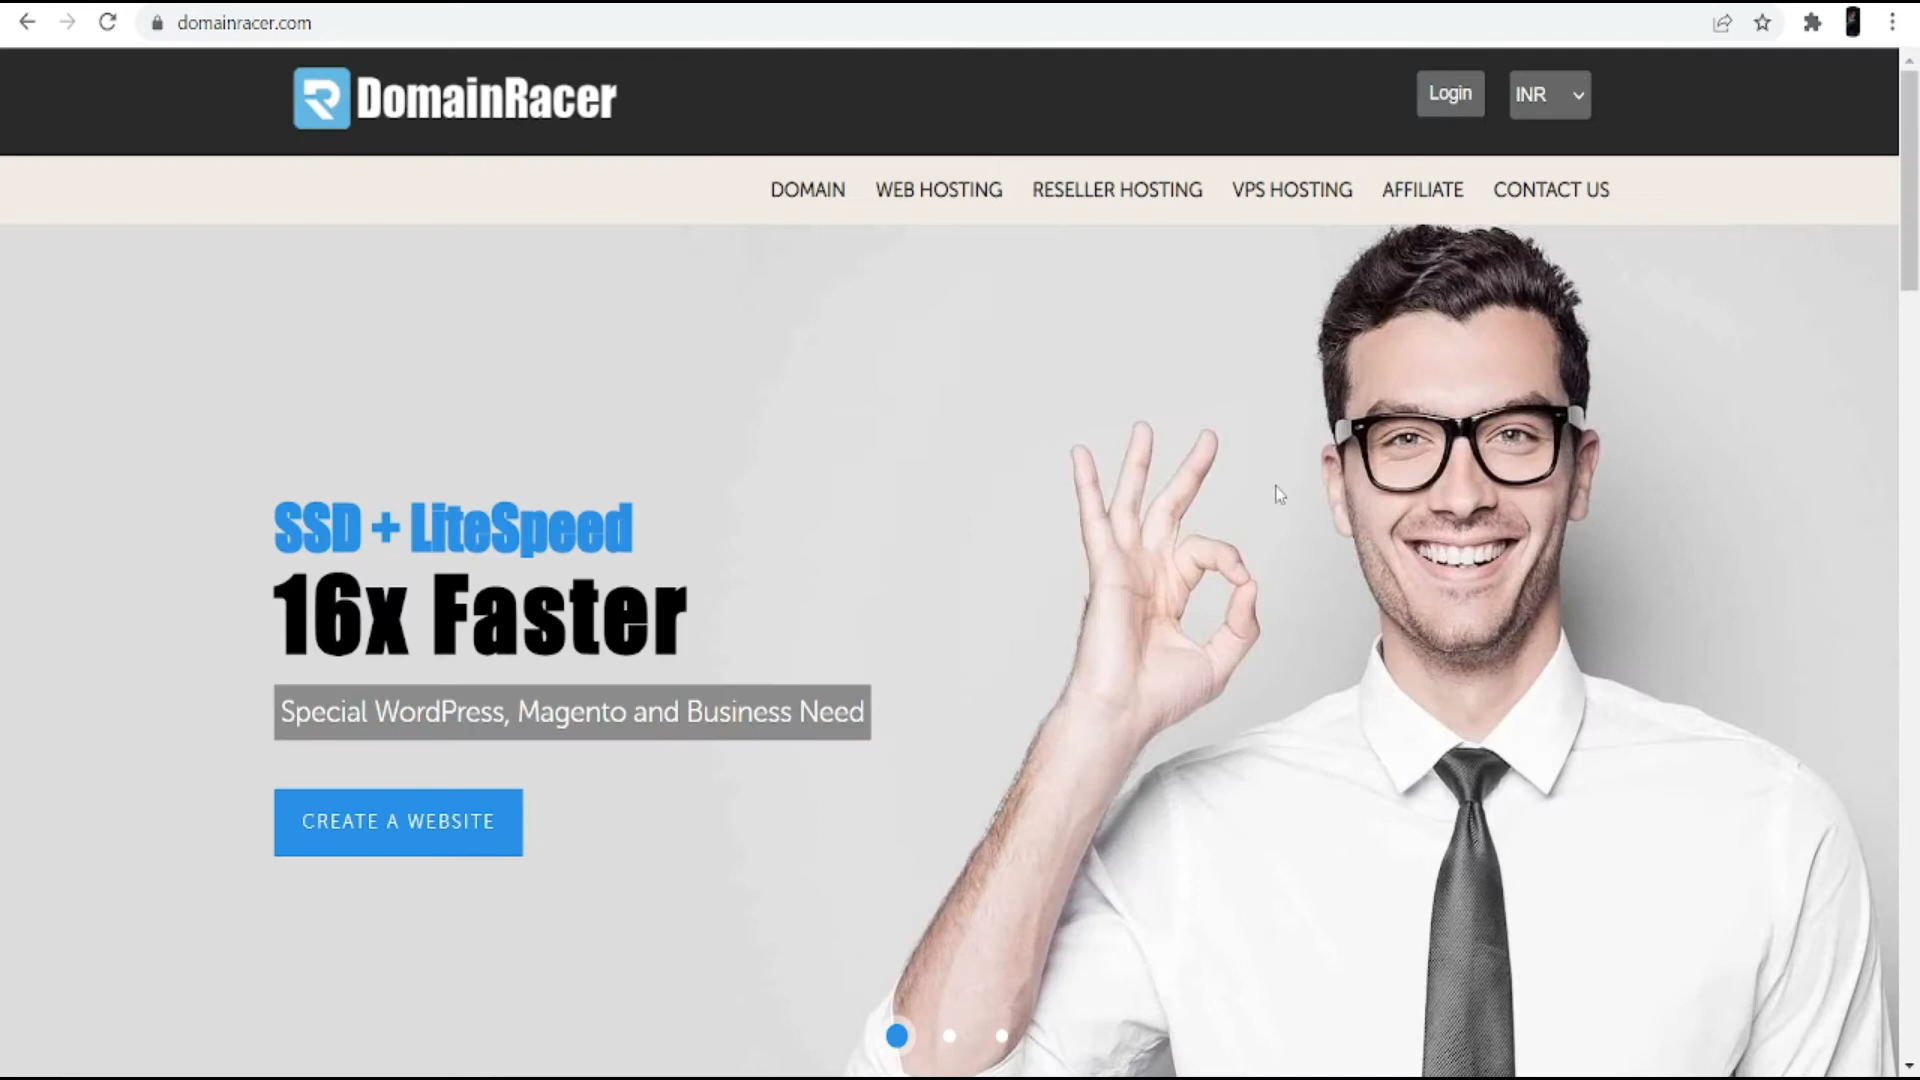 domainracer.com
DomainRacer
Login
INR
DOMAIN WEB HOSTING RESELLER HOSTING VPS HOSTING AFFILIATE CONTACT US
SSD + LiteSpeed
16x Faster
Special WordPress, Magento and Business Need
CREATE A WEBSITE